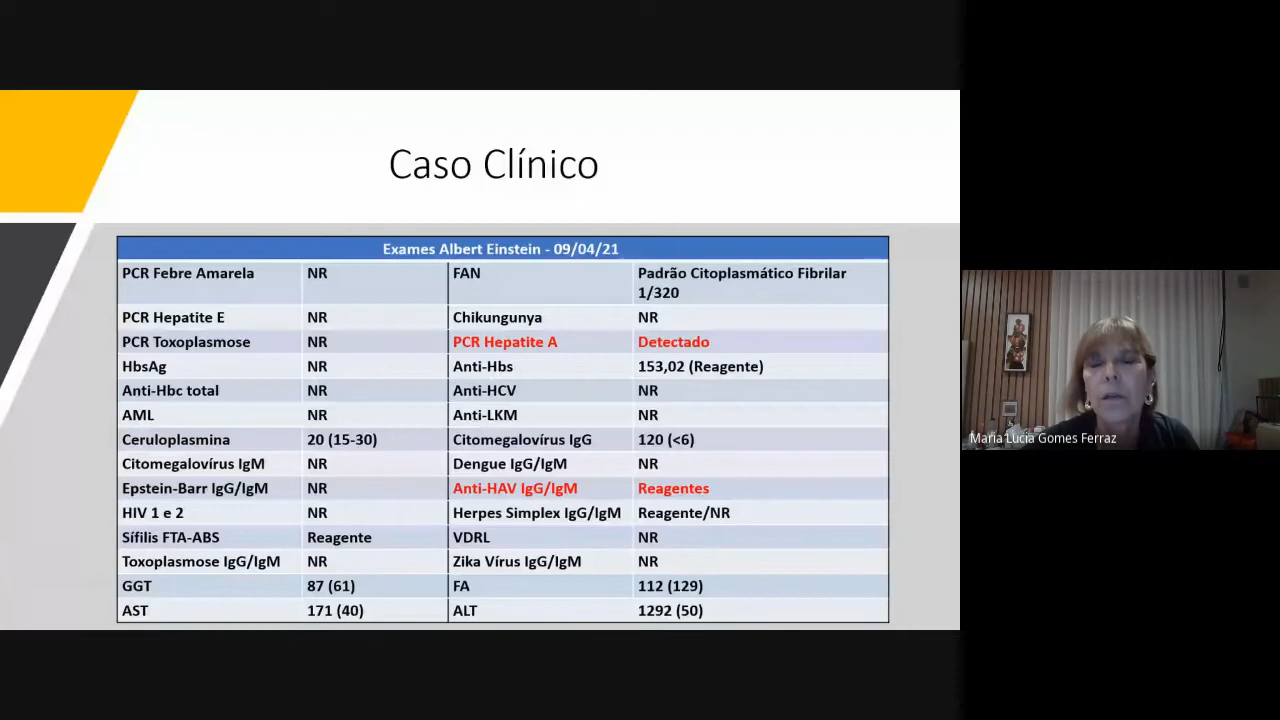 Caso Clínico
Exames Albert Einstein - 09/04/21
PCR Febre Amarela NR FAN Padrão Citoplasmático Fibrilar
1/320
PCR Hepatite E NR Chikungunya NR
PCR Toxoplasmose NR PCR Hepatite A Detectado
HbsAg NR Anti-Hbs 153,02 (Reagente)
Anti-Hbc total NR Anti-HCV NR
AML NR Anti-LKM NR
Ceruloplasmina 20 (15-30) Citomegalovírus IgG 120 (<6)
Citomegalovírus IgM NR Dengue IgG/IgM NR
Epstein-Barr IgG/IgM NR Anti-HAV IgG/IgM Reagentes
HIV 1 e 2 NR Herpes Simplex IgG/IgM Reagente/NR
Sífilis FTA-ABS Reagente VDRL NR
Toxoplasmose IgG/IgM NR Zika Vírus IgG/IgM NR
GGT 87 (61) FA 112 (129)
AST 171 (40) ALT 1292 (50)
Maria Lucia Gomes Ferraz